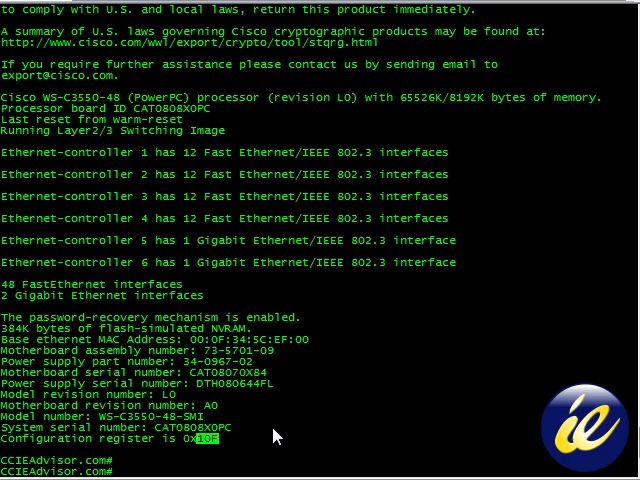 to comply with U.S. and local laws, return this product immediately.
A summary of U.S. laws governing Cisco cryptographic products may be found at:
http://www.cisco.com/wwl/export/crypto/tool/stqrg.html
If you require further assistance please contact us by sending email to
export@cisco.com.
Cisco WS-C3550-48 (PowerPC) processor (revision L0) with 65526K/8192K bytes of memory.
Processor board ID CAT0808X0PC
Last reset from warm-reset
Running Layer2/3 Switching Image
Ethernet-controller 1 has 12 Fast Ethernet/IEEE 802.3 interfaces
Ethernet-controller 2 has 12 Fast Ethernet/IEEE 802.3 interfaces
Ethernet-controller 3 has 12 Fast Ethernet/IEEE 802.3 interfaces
Ethernet-controller 4 has 12 Fast Ethernet/IEEE 802.3 interfaces
Ethernet-controller 5 has 1 Gigabit Ethernet/IEEE 802.3 interface
Ethernet-controller 6 has 1 Gigabit Ethernet/IEEE 802.3 interface
48 FastEthernet interfaces
2 Gigabit Ethernet interfaces
The password-recovery mechanism is enabled.
384K bytes of flash-simulated NVRAM.
Base ethernet MAC Address: 00:0F:34:5C:EF:00
Motherboard assembly number: 73-5701-09
Power supply part number: 34-0967-02
Motherboard serial number: CAT08070X84
Power supply serial number: DTH080644FL
Model revision number: L0
Motherboard revision number: A0
Model number: WS-C3550-48-SMI
System serial number: CAT0808X0PC
Configuration register is 0x10F
CCIEAdvisor.com#
CCIEAdvisor.com#
ie